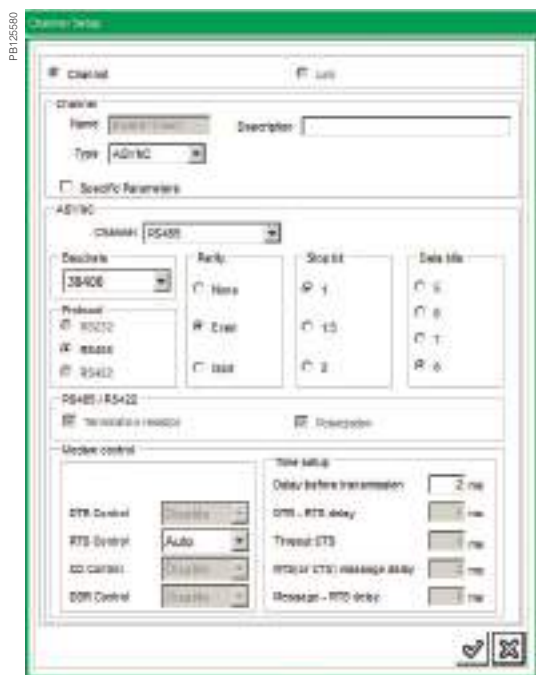 PB125580
Channel Setup
Channel
Link
Channel
Name
Description
Type ASYNC
Specific Parameters
ASYNC
Channel RS485
Baudrate
38400
Parity
None
Even
Odd
Stop bit
1
1.5
2
Data bits
5
6
7
8
Protocol
RS232
RS485
RS422
RS485 / RS422
Termination resistor
Polarization
Modem control
DTR Control Disable
RTS Control Auto
CD Control Disable
DSR Control Disable
Time setup
Delay before transmission 2 ms
DTR - RTS delay ms
Timeout CTS ms
RTS(or CTS) message delay ms
Message - RTS delay ms